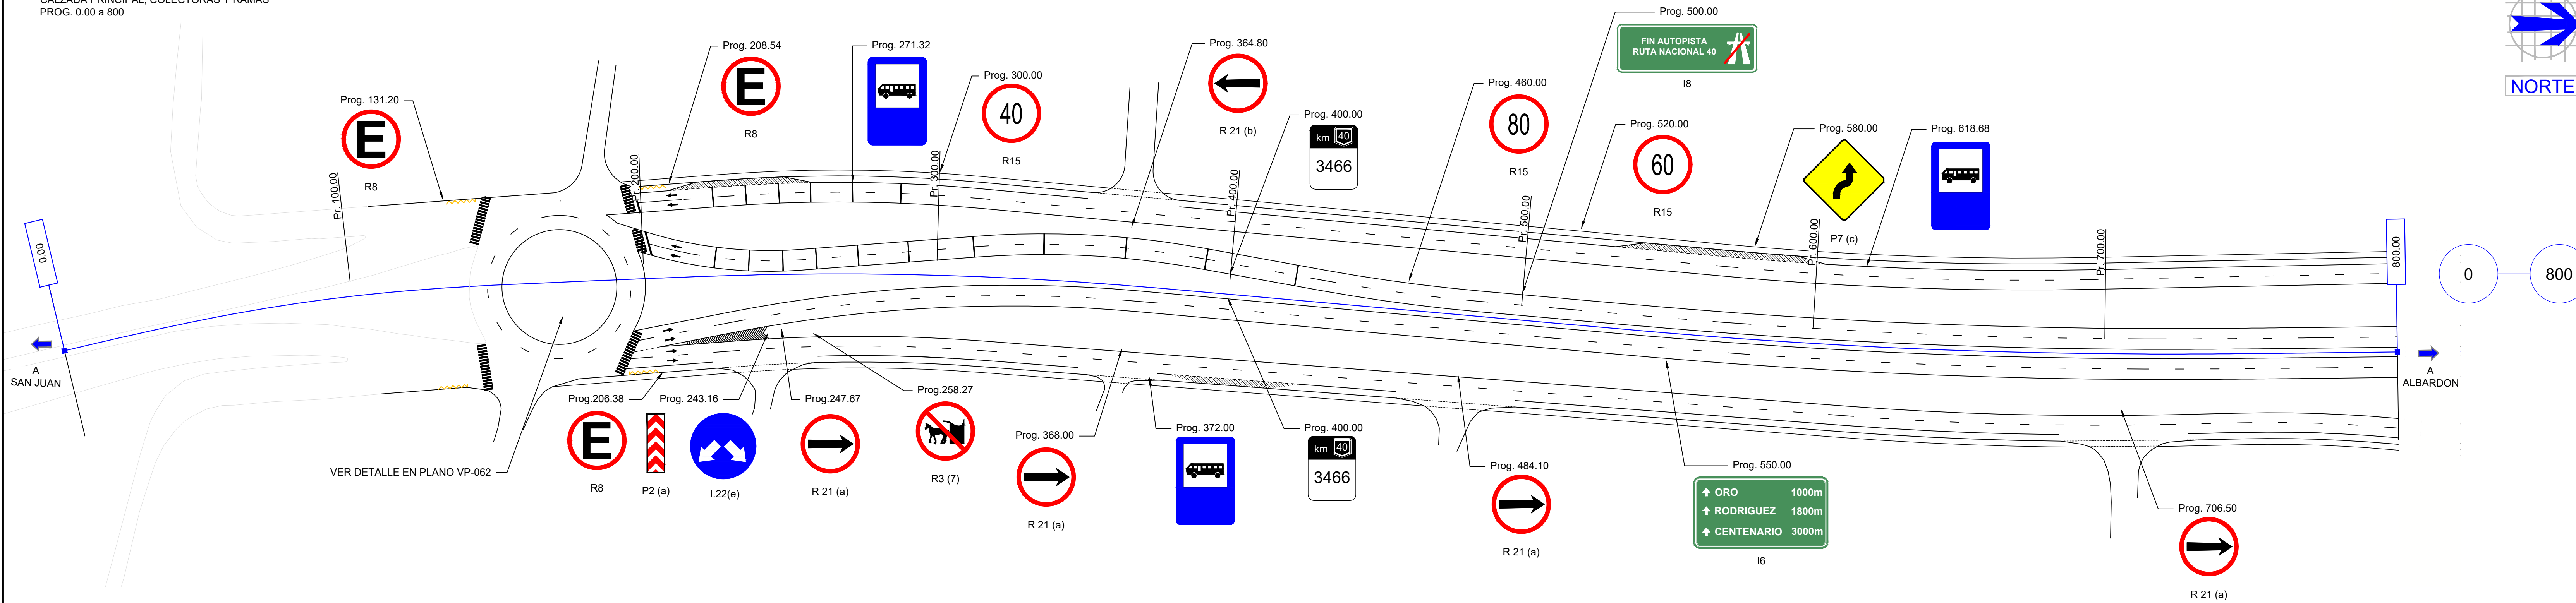 CALZADA PRINCIPAL, COLECTORAS Y RAMAS
PROG. 0.00 a 800
NORTE
Prog. 131.20
E
R8
Prog. 208.54
E
R8
Prog. 271.32
Prog. 300.00
40
R15
Prog. 364.80
R 21 (b)
Prog. 400.00
km 40
3466
Prog. 460.00
80
R15
Prog. 500.00
FIN AUTOPISTA
RUTA NACIONAL 40
I8
Prog. 520.00
60
R15
Prog. 580.00
P7 (c)
Prog. 618.68
0.00
Pr. 100.00
Pr. 200.00
Pr. 300.00
Pr. 400.00
Pr. 500.00
Pr. 600.00
Pr. 700.00
800.00
0
800
A
SAN JUAN
A
ALBARDON
VER DETALLE EN PLANO VP-062
Prog.206.38
E
R8
P2 (a)
Prog. 243.16
I.22(e)
Prog.247.67
R 21 (a)
Prog.258.27
R3 (7)
Prog. 368.00
R 21 (a)
Prog. 372.00
Prog. 400.00
km 40
3466
Prog. 484.10
R 21 (a)
Prog. 550.00
ORO 1000m
RODRIGUEZ 1800m
CENTENARIO 3000m
I6
Prog. 706.50
R 21 (a)